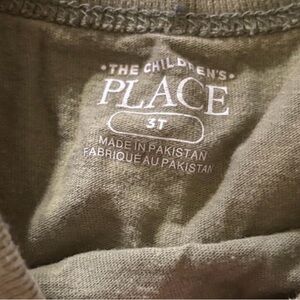 • THE CHILDREN'S •
PLACE
3T
MADE IN PAKISTAN
FABRIQUÉ AU PAKISTAN